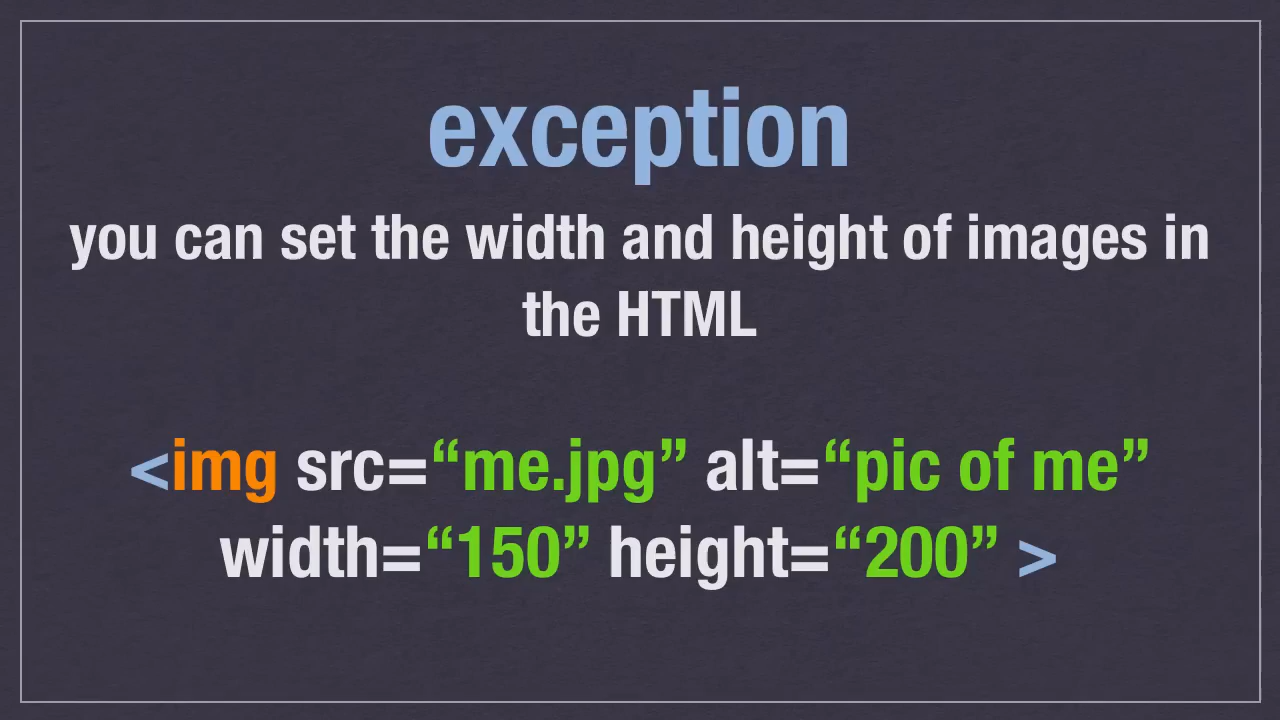 exception
you can set the width and height of images in
the HTML
<img src=“me.jpg” alt=“pic of me”
width=“150” height=“200” >